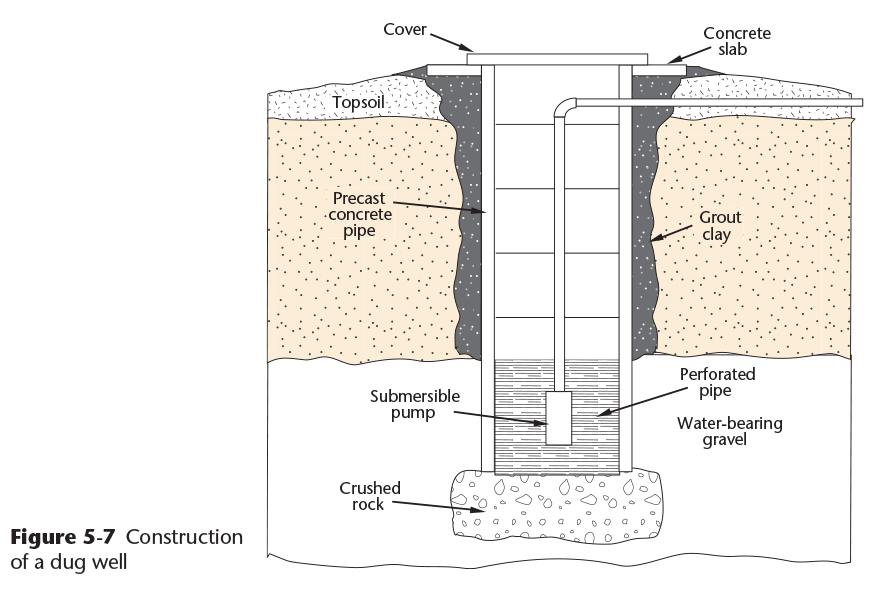 Cover
Concrete
slab
Topsoil
Precast
concrete
pipe
Grout
clay
Submersible
pump
Perforated
pipe
Water-bearing
gravel
Crushed
rock
Figure 5-7 Construction
of a dug well